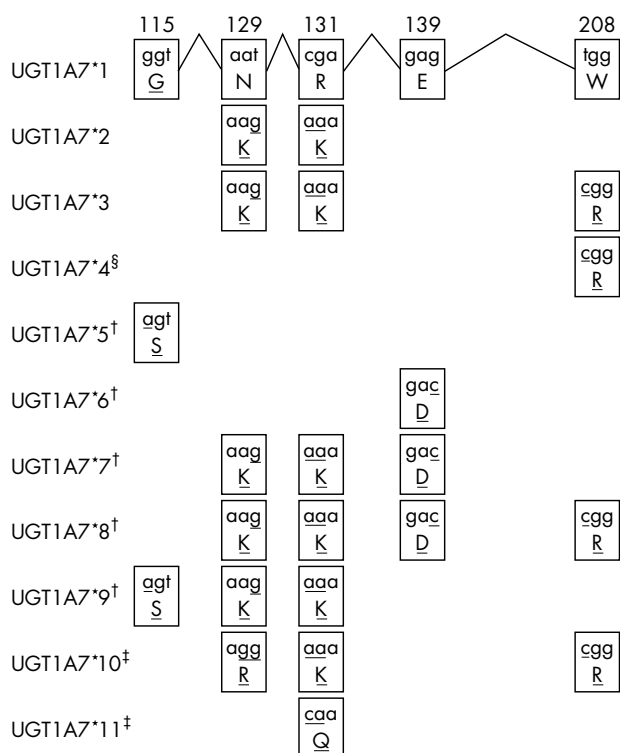 115 129 131 139 208
ggt aat cga gag tgg
UGT1A7*1
G N R E W
aag aaa
UGT1A7*2
K K
aag aaa cgg
UGT1A7*3
K K R
cgg
UGT1A7*4§
R
agt
UGT1A7*5†
S
gac
UGT1A7*6†
D
aag aaa gac
UGT1A7*7†
K K D
aag aaa gac cgg
UGT1A7*8†
K K D R
agt aag aaa
UGT1A7*9†
S K K
agg aaa cgg
UGT1A7*10‡
R K R
caa
UGT1A7*11‡
Q